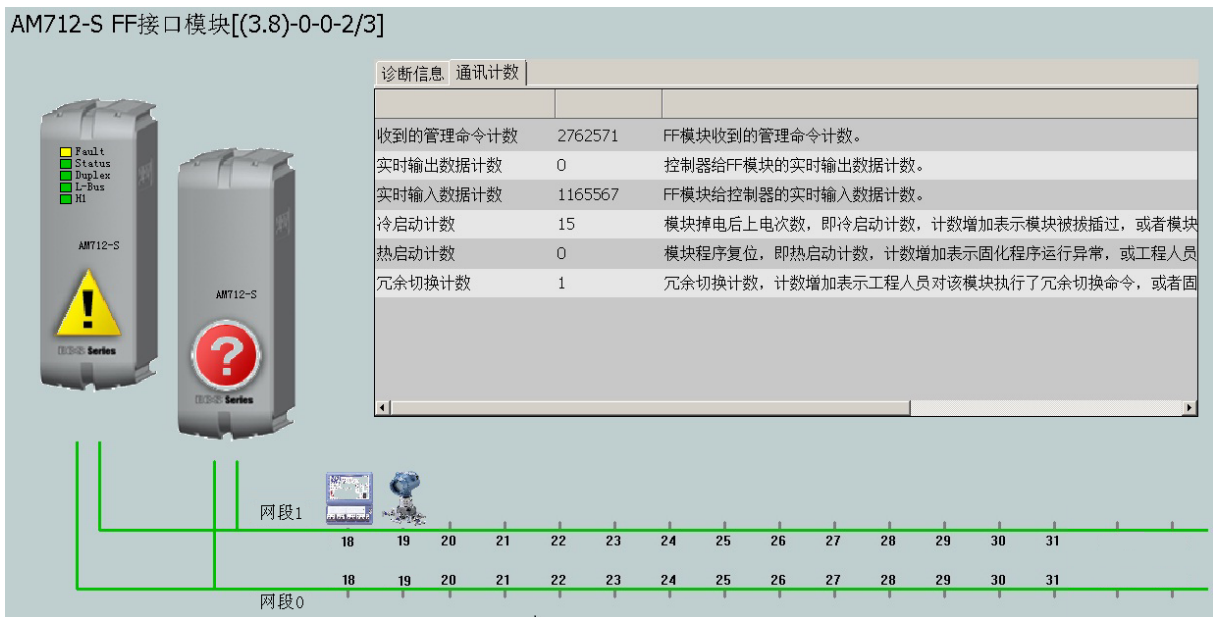 AM712-S FF接口模块[(3.8)-0-0-2/3]
诊断信息 通讯计数
收到的管理命令计数 2762571 FF模块收到的管理命令计数。
实时输出数据计数 0 控制器给FF模块的实时输出数据计数。
实时输入数据计数 1165567 FF模块给控制器的实时输入数据计数。
冷启动计数 15 模块掉电后上电次数，即冷启动计数，计数增加表示模块被拔插过，或者模块
热启动计数 0 模块程序复位，即热启动计数，计数增加表示固化程序运行异常，或工程人员
冗余切换计数 1 冗余切换计数，计数增加表示工程人员对该模块执行了冗余切换命令，或者固
Fault
Status
Duplex
L-Bus
H1
AM712-S
Series
AM712-S
?
Series
网段1
18 19 20 21 22 23 24 25 26 27 28 29 30 31
18 19 20 21 22 23 24 25 26 27 28 29 30 31
网段0